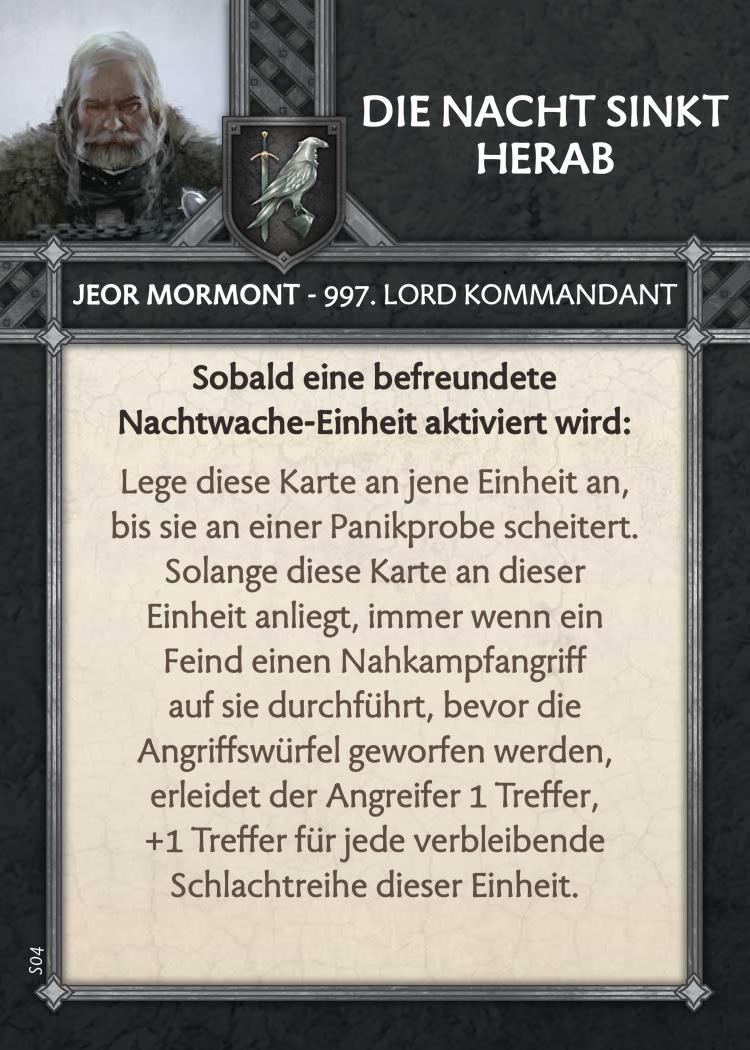 DIE NACHT SINKT
HERAB
JEOR MORMONT - 997. LORD KOMMANDANT
Sobald eine befreundete
Nachtwache-Einheit aktiviert wird:
Lege diese Karte an jene Einheit an,
bis sie an einer Panikprobe scheitert.
Solange diese Karte an dieser
Einheit anliegt, immer wenn ein
Feind einen Nahkampfangriff
auf sie durchführt, bevor die
Angriffswürfel geworfen werden,
erleidet der Angreifer 1 Treffer,
+1 Treffer für jede verbleibende
Schlachtreihe dieser Einheit.
S04